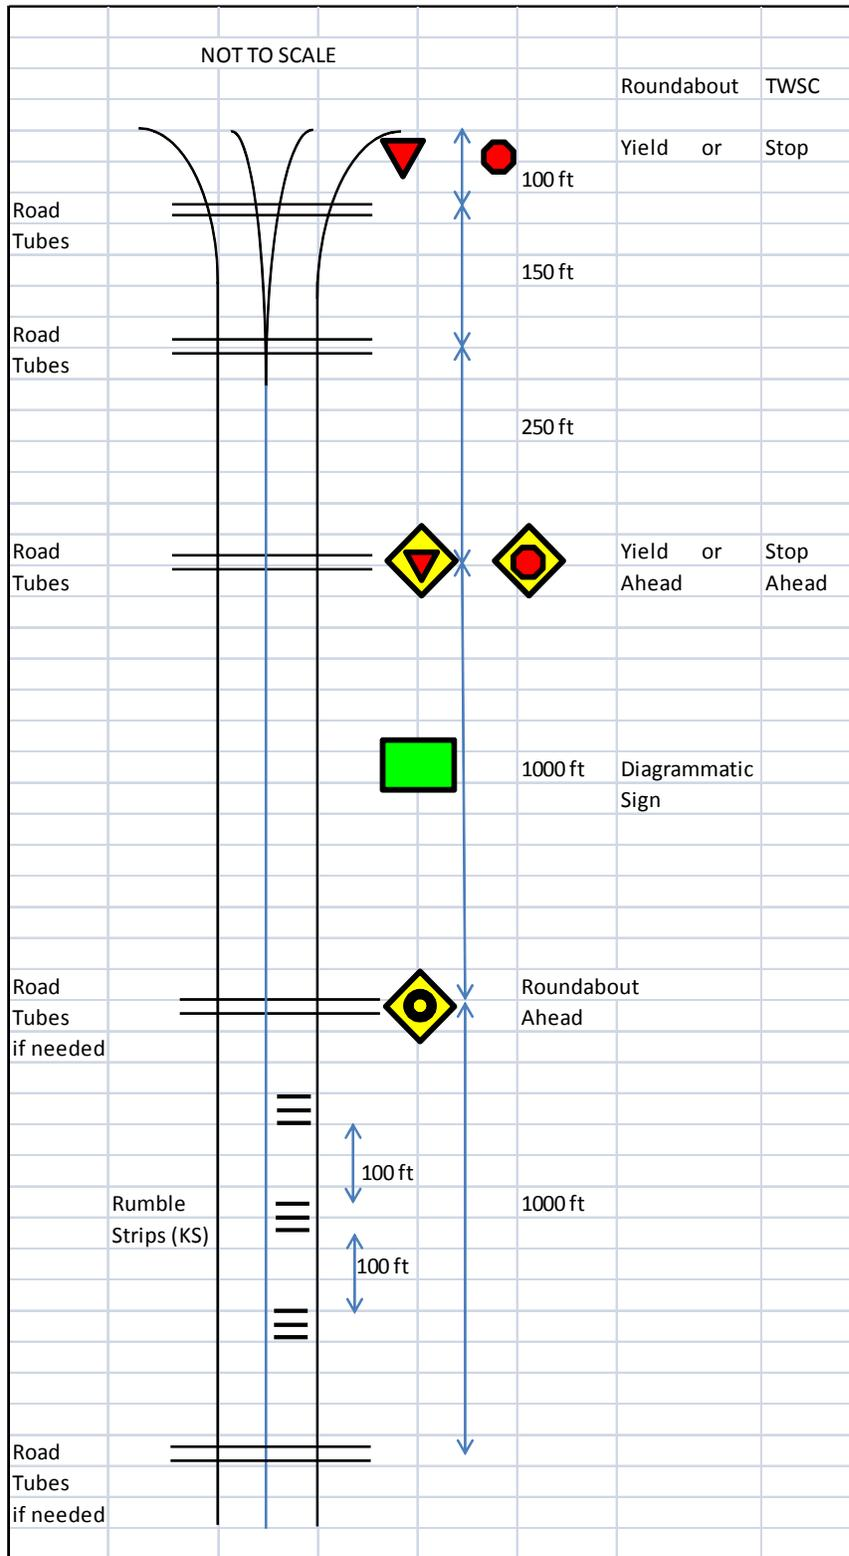 NOT TO SCALE
Roundabout TWSC
Yield or Stop
100 ft
Road
Tubes
150 ft
Road
Tubes
250 ft
Road
Tubes
Yield or Stop
Ahead Ahead
1000 ft Diagrammatic
Sign
Road
Tubes
if needed
Roundabout
Ahead
100 ft
Rumble
Strips (KS)
1000 ft
100 ft
Road
Tubes
if needed